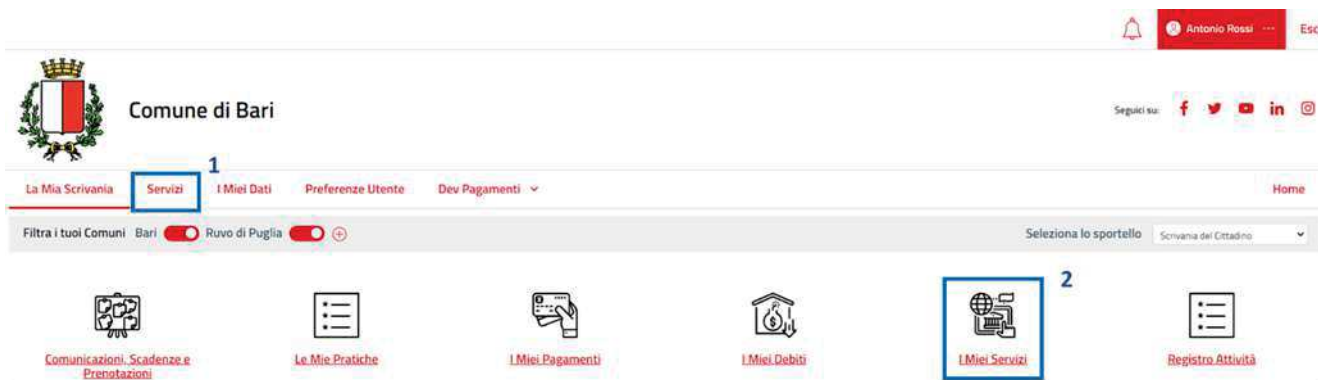 Antonio Rossi ... Esc
Comune di Bari
Seguici su:
1
La Mia Scrivania Servizi I Miei Dati Preferenze Utente Dev Pagamenti Home
Filtra i tuoi Comuni Bari Ruvo di Puglia Seleziona lo sportello Scrivania del Cittadino
2
Comunicazioni, Scadenze e Le Mie Pratiche I Miei Pagamenti I Miei Debiti I Miei Servizi Registro Attività
Prenotazioni